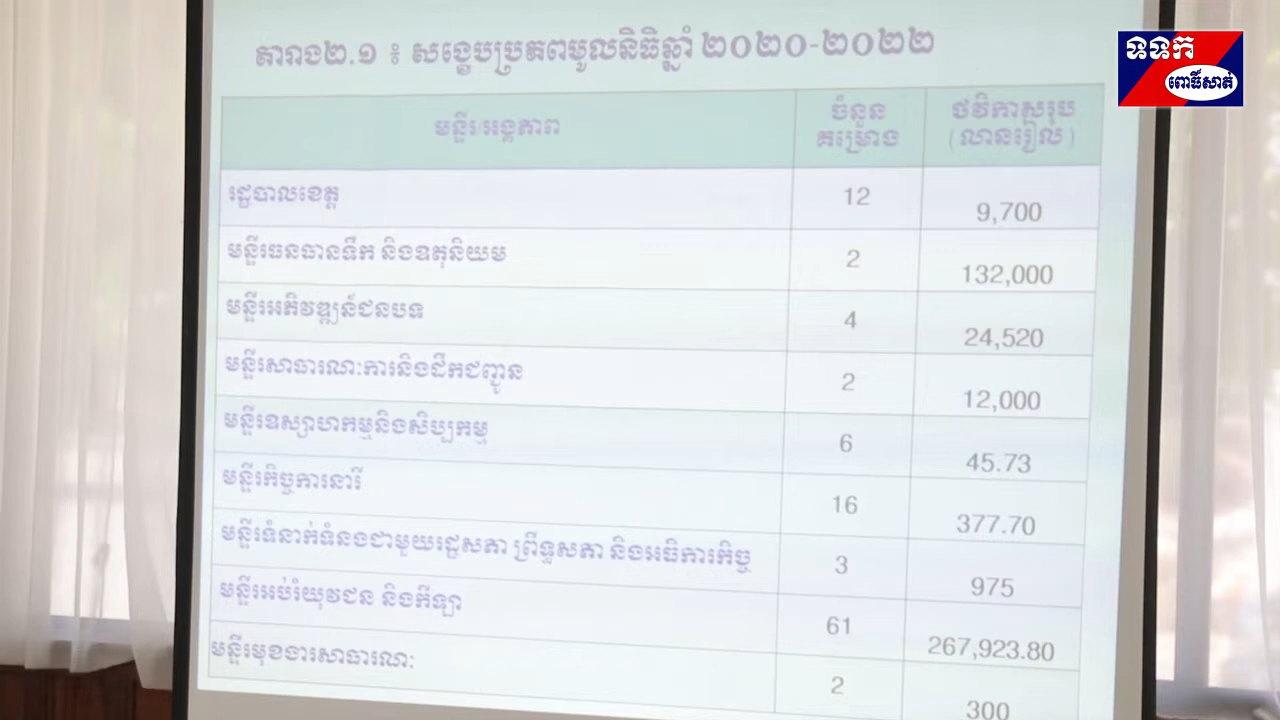 តារាង២.១ ៖ សង្ខេបប្រភពមូលនិធិឆ្នាំ ២០២០-២០២២
ទទក
ពោធិ៍សាត់
មន្ទីរ/អង្គភាព
ចំនួន
គម្រោង
ថវិកាសរុប
(លានរៀល)
រដ្ឋបាលខេត្ត 12 9,700
មន្ទីរធនធានទឹក និងឧតុនិយម 2 132,000
មន្ទីរអភិវឌ្ឍន៍ជនបទ 4 24,520
មន្ទីរសាធារណៈការនិងដឹកជញ្ជូន 2 12,000
មន្ទីរឧស្សាហកម្មនិងសិប្បកម្ម 6 45.73
មន្ទីរកិច្ចការនារី 16 377.70
មន្ទីរទំនាក់ទំនងជាមួយរដ្ឋសភា ព្រឹទ្ធសភា និងអធិការកិច្ច 3 975
មន្ទីរអប់រំយុវជន និងកីឡា 61 267,923.80
មន្ទីរមុខងារសាធារណៈ 2 300